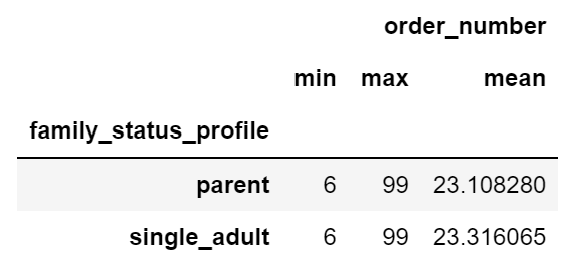 order_number
min max mean
family_status_profile
parent 6 99 23.108280
single_adult 6 99 23.316065